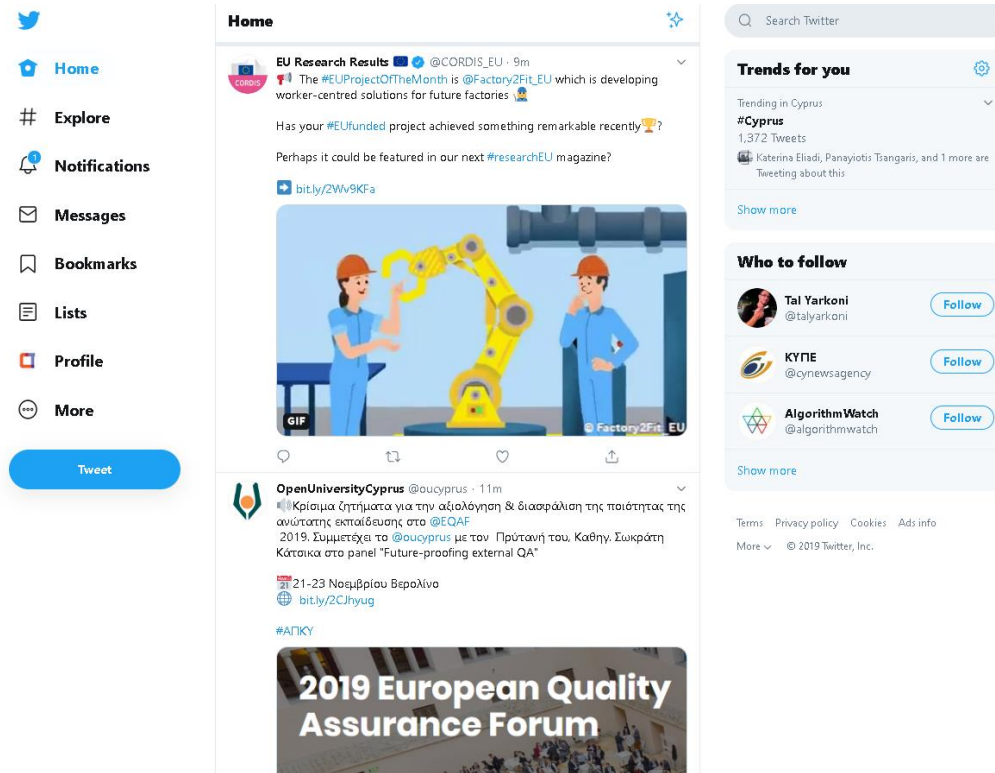 Home
Explore
1
Notifications
Messages
Bookmarks
Lists
Profile
More
Tweet
Home
CORDIS
EU Research Results @CORDIS_EU · 9m
The #EUProjectOfTheMonth is @Factory2Fit_EU which is developing
worker-centred solutions for future factories
Has your #EUfunded project achieved something remarkable recently🏆?
Perhaps it could be featured in our next #researchEU magazine?
bit.ly/2Wv9KFa
GIF
© Factory2Fit_EU
OpenUniversityCyprus @oucyprus · 11m
Κρίσιμα ζητήματα για την αξιολόγηση & διασφάλιση της ποιότητας της
ανώτατης εκπαίδευσης στο @EQAF
2019. Συμμετέχει το @oucyprus με τον Πρύτανή του, Καθηγ. Σωκράτη
Κάτσικα στο panel "Future-proofing external QA"
21-23 Νοεμβρίου Βερολίνο
bit.ly/2CJhyug
#ΑΠΚΥ
2019 European Quality
Assurance Forum
Search Twitter
Trends for you
Trending in Cyprus
#Cyprus
1,372 Tweets
Katerina Eliadi, Panayiotis Tsangaris, and 1 more are
Tweeting about this
Show more
Who to follow
Tal Yarkoni
@talyarkoni
Follow
ΚΥΠΕ
@cynewsagency
Follow
AlgorithmWatch
@algorithmwatch
Follow
Show more
Terms Privacy policy Cookies Ads info
More © 2019 Twitter, Inc.